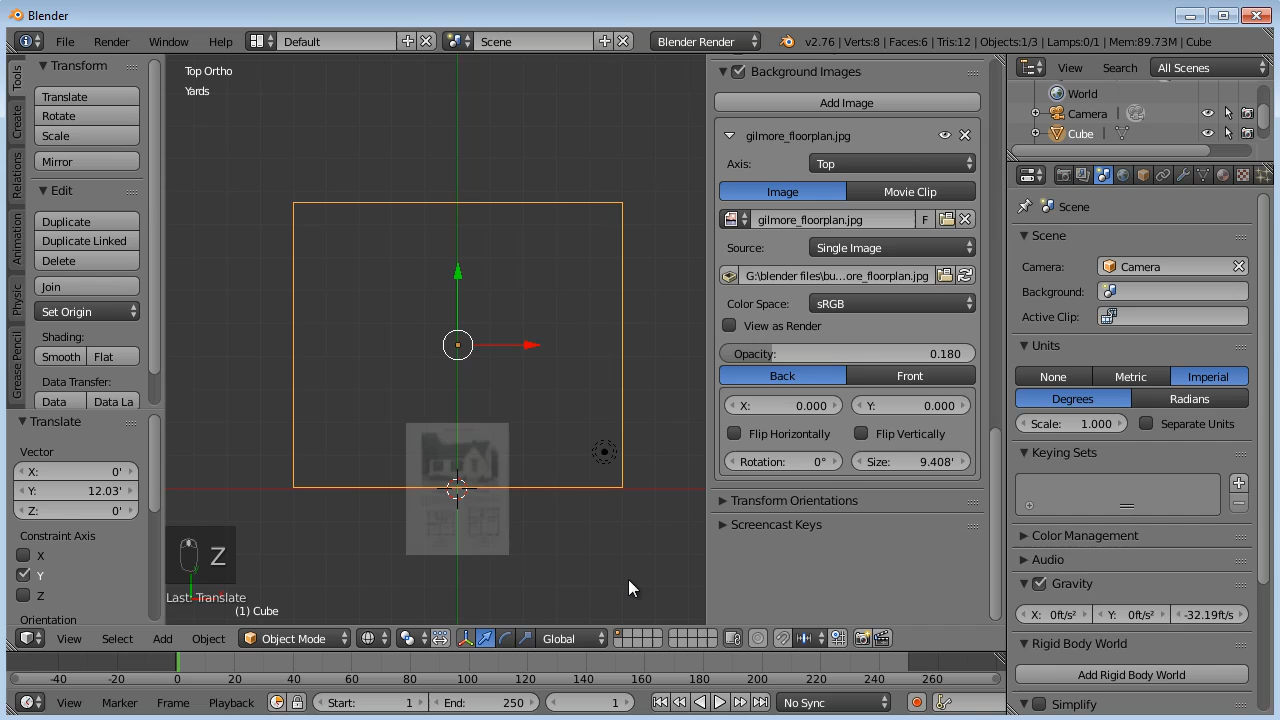 Blender
File Render Window Help Default Scene Blender Render v2.76 | Verts:8 | Faces:6 | Tris:12 | Objects:1/3 | Lamps:0/1 | Mem:89.73M | Cube
Tools
Create
Relations
Animation
Physic
Grease Pencil
Transform
Translate
Rotate
Scale
Mirror
Edit
Duplicate
Duplicate Linked
Delete
Join
Set Origin
Shading:
Smooth Flat
Data Transfer:
Data Data La
Translate
Vector
X: 0'
Y: 12.03'
Z: 0'
Constraint Axis
X
Y
Z
Orientation
Top Ortho
Yards
Z
Last: Translate
(1) Cube
Background Images
Add Image
gilmore_floorplan.jpg
Axis: Top
Image Movie Clip
gilmore_floorplan.jpg F
Source: Single Image
G:\blender files\bu...ore_floorplan.jpg
Color Space: sRGB
View as Render
Opacity: 0.180
Back Front
X: 0.000 Y: 0.000
Flip Horizontally Flip Vertically
Rotation: 0° Size: 9.408'
Transform Orientations
Screencast Keys
View Search All Scenes
World
Camera
Cube
Scene
Scene
Camera: Camera
Background:
Active Clip:
Units
None Metric Imperial
Degrees Radians
Scale: 1.000 Separate Units
Keying Sets
Color Management
Audio
Gravity
X: 0ft/s² Y: 0ft/s² -32.19ft/s²
Rigid Body World
Add Rigid Body World
Simplify
View Select Add Object Object Mode Global
-40 -20 0 20 40 60 80 100 120 140 160 180 200 220 240 260
View Marker Frame Playback Start: 1 End: 250 1 No Sync